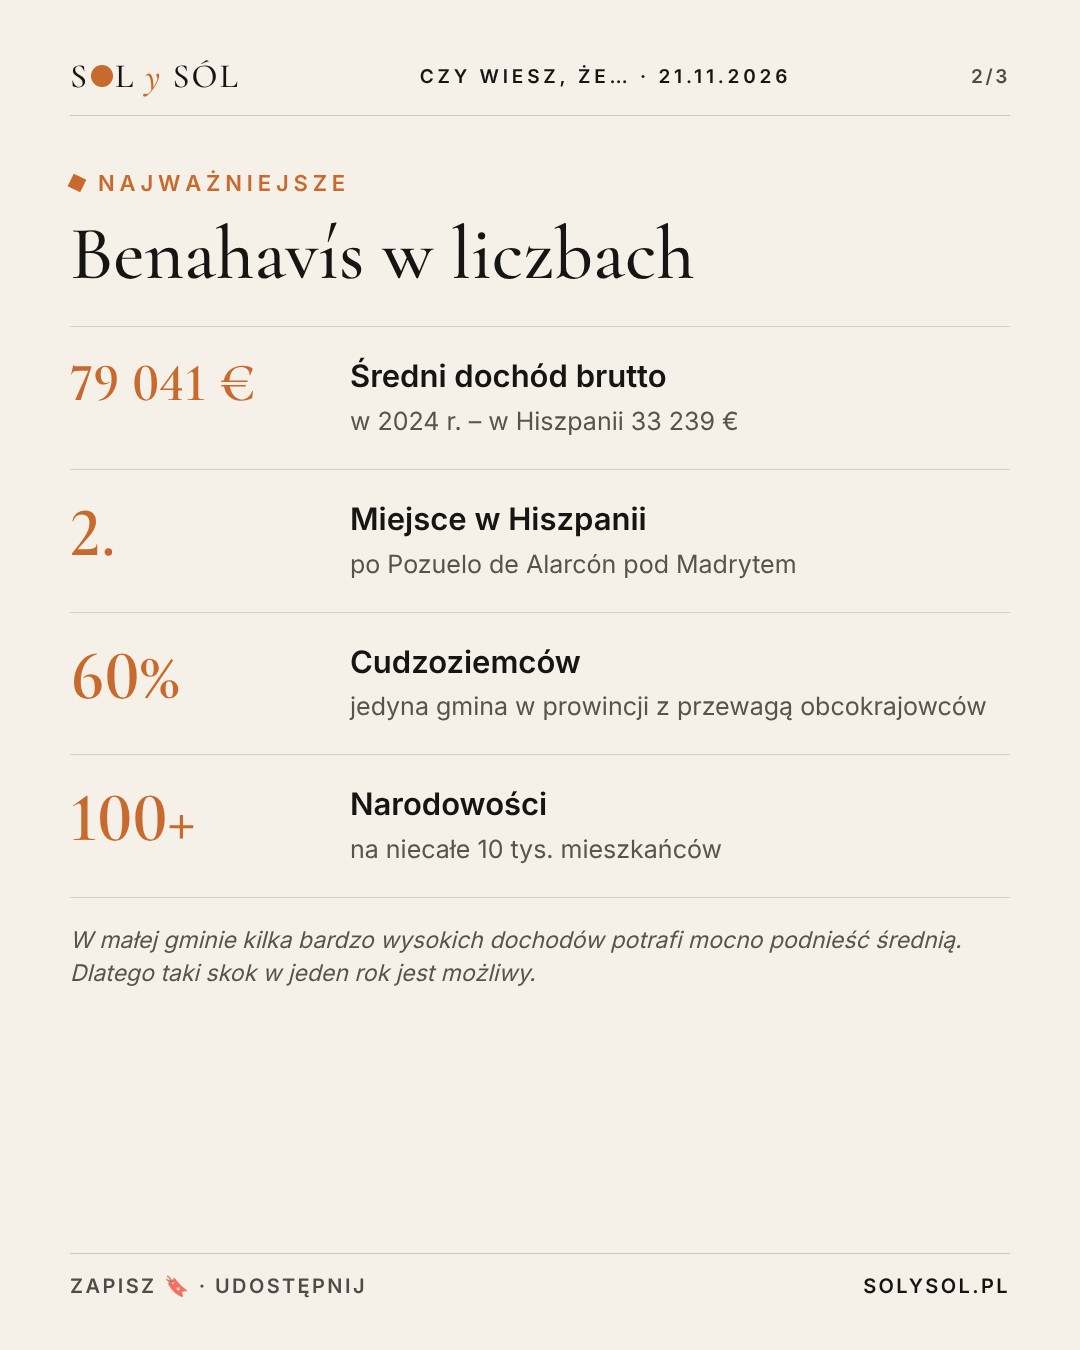 SOL y SÓL
CZY WIESZ, ŻE… · 21.11.2026
2/3
NAJWAŻNIEJSZE
Benahavís w liczbach
79 041 €
Średni dochód brutto
w 2024 r. – w Hiszpanii 33 239 €
2.
Miejsce w Hiszpanii
po Pozuelo de Alarcón pod Madrytem
60%
Cudzoziemców
jedyna gmina w prowincji z przewagą obcokrajowców
100+
Narodowości
na niecałe 10 tys. mieszkańców
W małej gminie kilka bardzo wysokich dochodów potrafi mocno podnieść średnią.
Dlatego taki skok w jeden rok jest możliwy.
ZAPISZ 🔖 · UDOSTĘPNIJ
SOLYSOL.PL